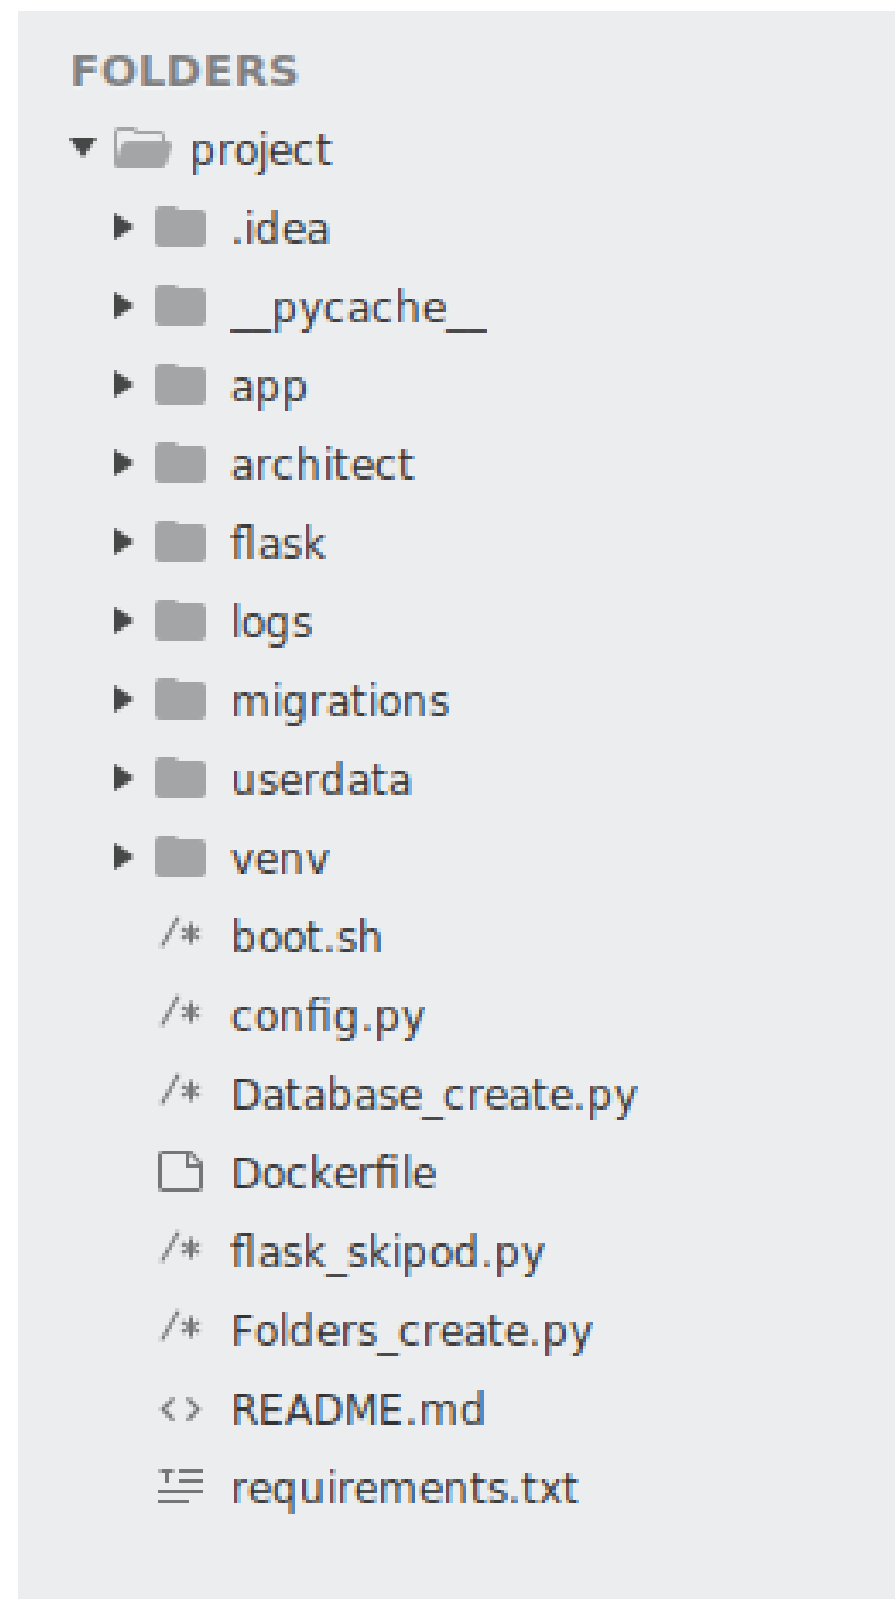 FOLDERS
project
.idea
__pycache__
app
architect
flask
logs
migrations
userdata
venv
/* boot.sh
/* config.py
/* Database_create.py
Dockerfile
/* flask_skipod.py
/* Folders_create.py
<> README.md
requirements.txt